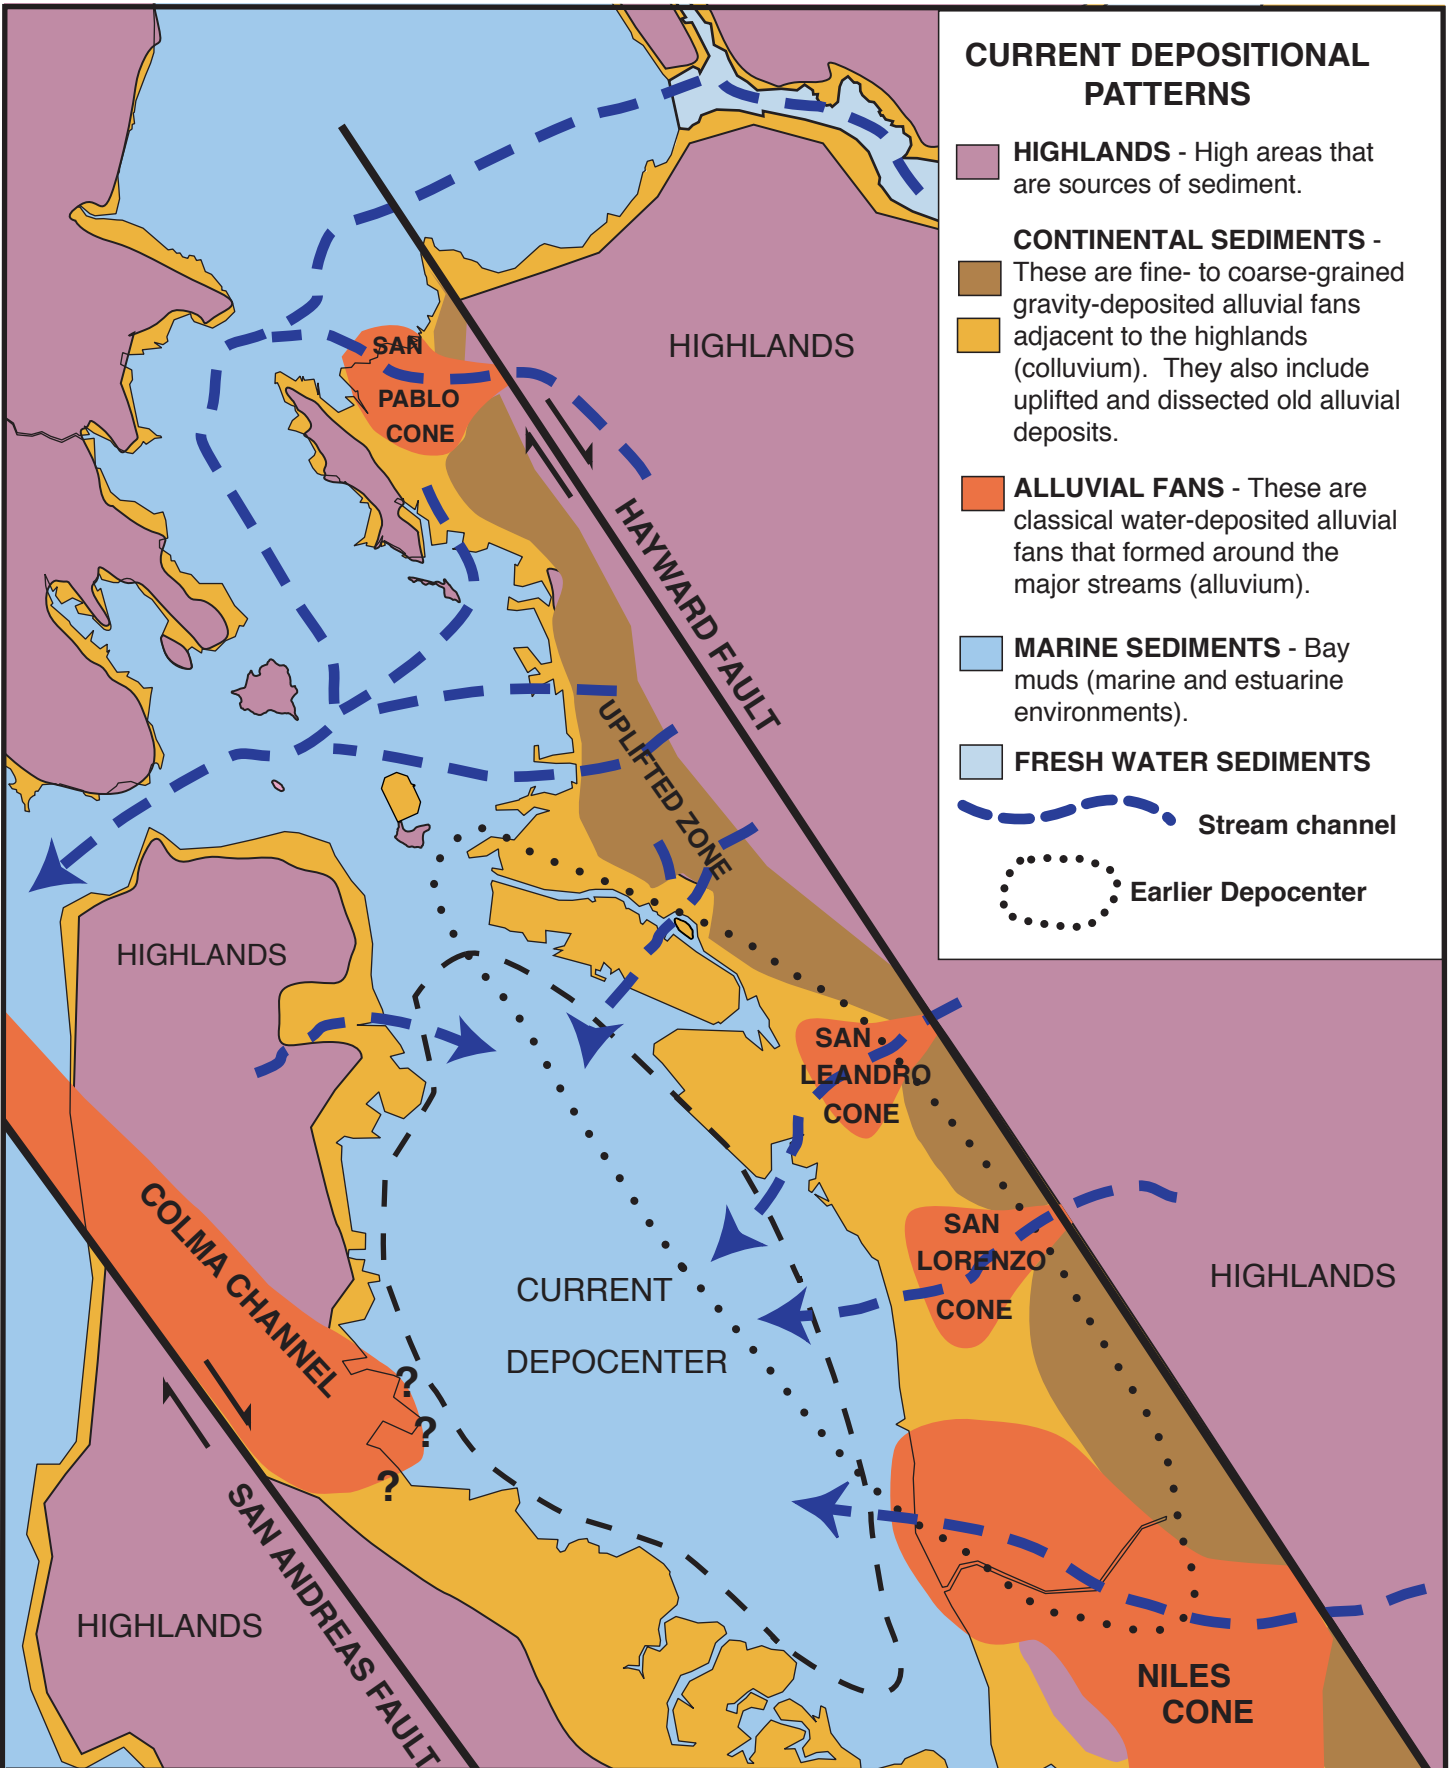 CURRENT DEPOSITIONAL
PATTERNS
HIGHLANDS - High areas that
are sources of sediment.
CONTINENTAL SEDIMENTS -
These are fine- to coarse-grained
gravity-deposited alluvial fans
adjacent to the highlands
(colluvium). They also include
uplifted and dissected old alluvial
deposits.
ALLUVIAL FANS - These are
classical water-deposited alluvial
fans that formed around the
major streams (alluvium).
MARINE SEDIMENTS - Bay
muds (marine and estuarine
environments).
FRESH WATER SEDIMENTS
Stream channel
Earlier Depocenter
HIGHLANDS
SAN
PABLO
CONE
HAYWARD FAULT
UPLIFTED ZONE
HIGHLANDS
SAN
LEANDRO
CONE
COLMA CHANNEL
SAN
LORENZO
CONE
HIGHLANDS
CURRENT
DEPOCENTER
?
?
?
SAN ANDREAS FAULT
HIGHLANDS
NILES
CONE